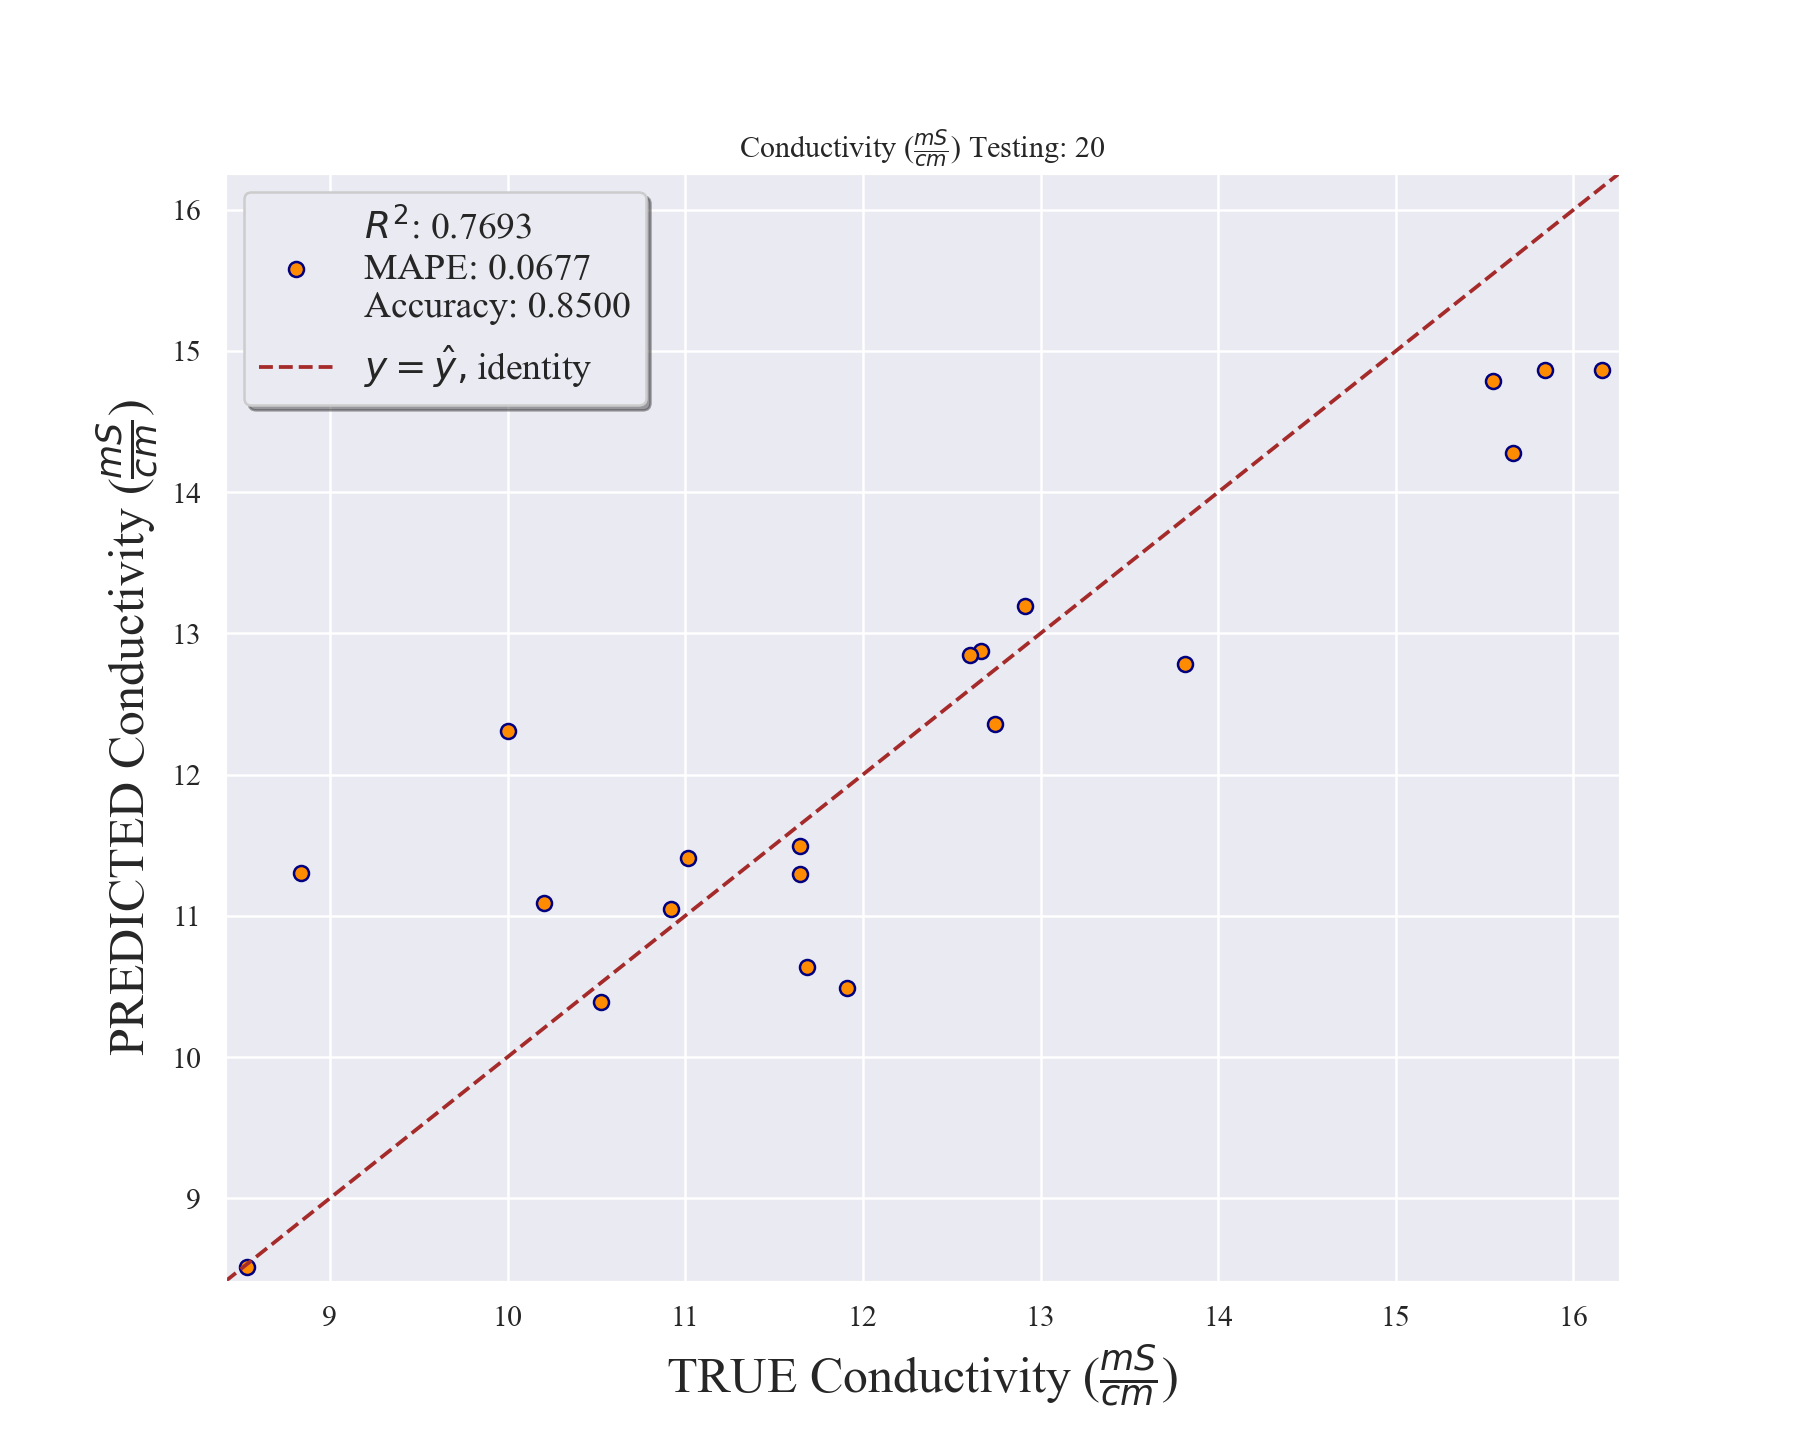 Conductivity (mS/cm) Testing: 20
R²: 0.7693
MAPE: 0.0677
Accuracy: 0.8500
y = ŷ, identity
PREDICTED Conductivity (mS/cm)
16
15
14
13
12
11
10
9
9 10 11 12 13 14 15 16
TRUE Conductivity (mS/cm)